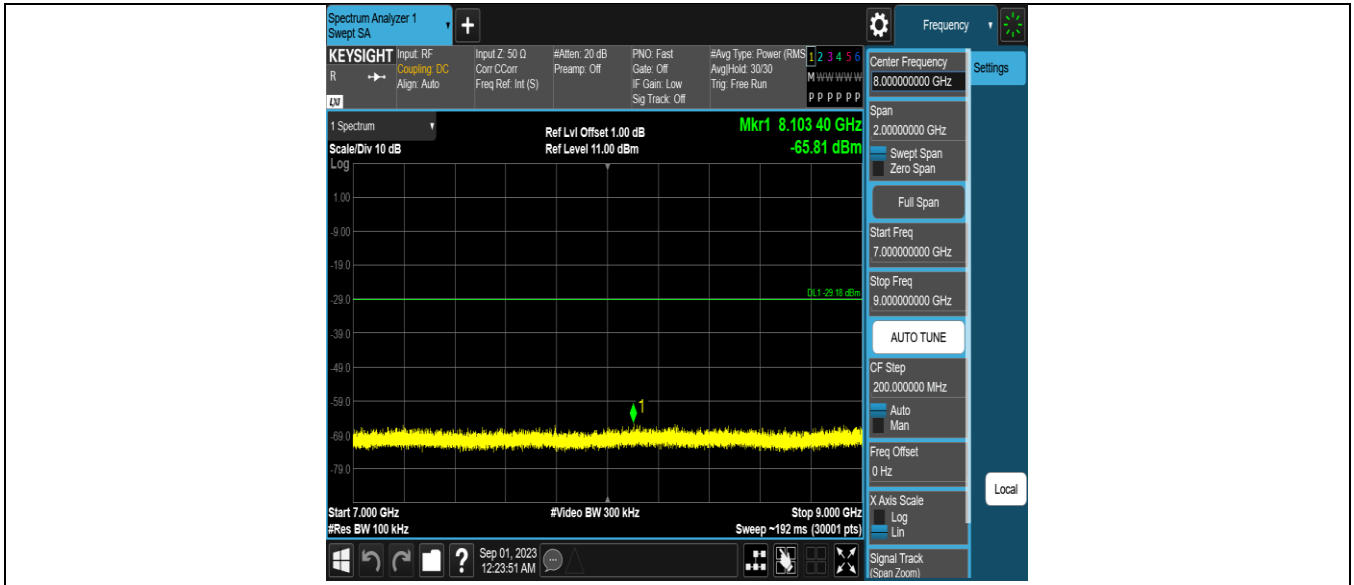 Spectrum Analyzer 1
Swept SA
+
Frequency
KEYSIGHT
R
LXI
Input: RF
Coupling: DC
Align: Auto
Input Z: 50 Ω
Corr CCorr
Freq Ref: Int (S)
#Atten: 20 dB
Preamp: Off
PNO: Fast
Gate: Off
IF Gain: Low
Sig Track: Off
#Avg Type: Power (RMS
Avg|Hold: 30/30
Trig: Free Run
1 2 3 4 5 6
M W W W W W
P P P P P P
1 Spectrum
Scale/Div 10 dB
Ref Lvl Offset 1.00 dB
Ref Level 11.00 dBm
Mkr1 8.103 40 GHz
-65.81 dBm
Log
1.00
-9.00
-19.0
-29.0
DL1 -29.18 dBm
-39.0
-49.0
-59.0
1
-69.0
-79.0
Start 7.000 GHz
#Video BW 300 kHz
Stop 9.000 GHz
#Res BW 100 kHz
Sweep ~192 ms (30001 pts)
?
Sep 01, 2023
12:23:51 AM
Center Frequency
8.000000000 GHz
Settings
Span
2.00000000 GHz
Swept Span
Zero Span
Full Span
Start Freq
7.000000000 GHz
Stop Freq
9.000000000 GHz
AUTO TUNE
CF Step
200.000000 MHz
Auto
Man
Freq Offset
0 Hz
X Axis Scale
Log
Lin
Signal Track
(Span Zoom)
Local